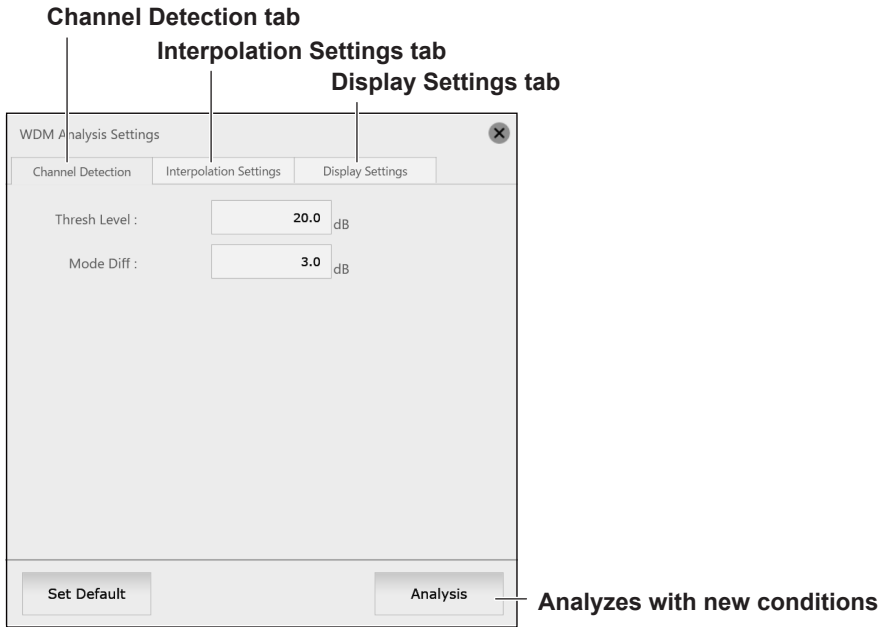 Channel Detection tab
Interpolation Settings tab
Display Settings tab
WDM Analysis Settings
Channel Detection
Interpolation Settings
Display Settings
Thresh Level :
20.0 dB
Mode Diff :
3.0 dB
Set Default
Analysis
Analyzes with new conditions